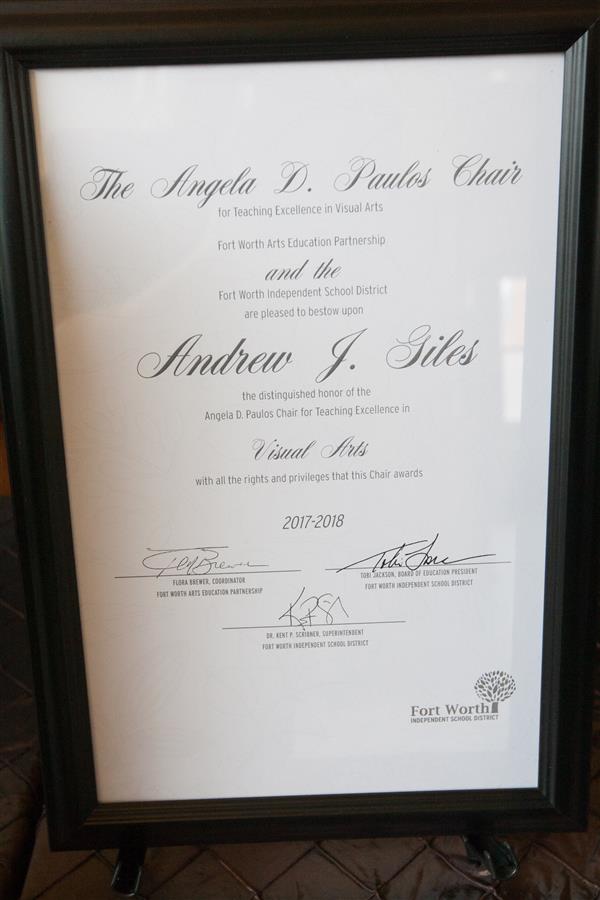 The Angela D. Paulos Chair
for Teaching Excellence in Visual Arts
Fort Worth Arts Education Partnership
and the
Fort Worth Independent School District
are pleased to bestow upon
Andrew J. Giles
the distinguished honor of the
Angela D. Paulos Chair for Teaching Excellence in
Visual Arts
with all the rights and privileges that this Chair awards
2017-2018
FLORA BREWER, COORDINATOR
FORT WORTH ARTS EDUCATION PARTNERSHIP
TOBI JACKSON, BOARD OF EDUCATION PRESIDENT
FORT WORTH INDEPENDENT SCHOOL DISTRICT
DR. KENT P. SCRIBNER, SUPERINTENDENT
FORT WORTH INDEPENDENT SCHOOL DISTRICT
Fort Worth
INDEPENDENT SCHOOL DISTRICT